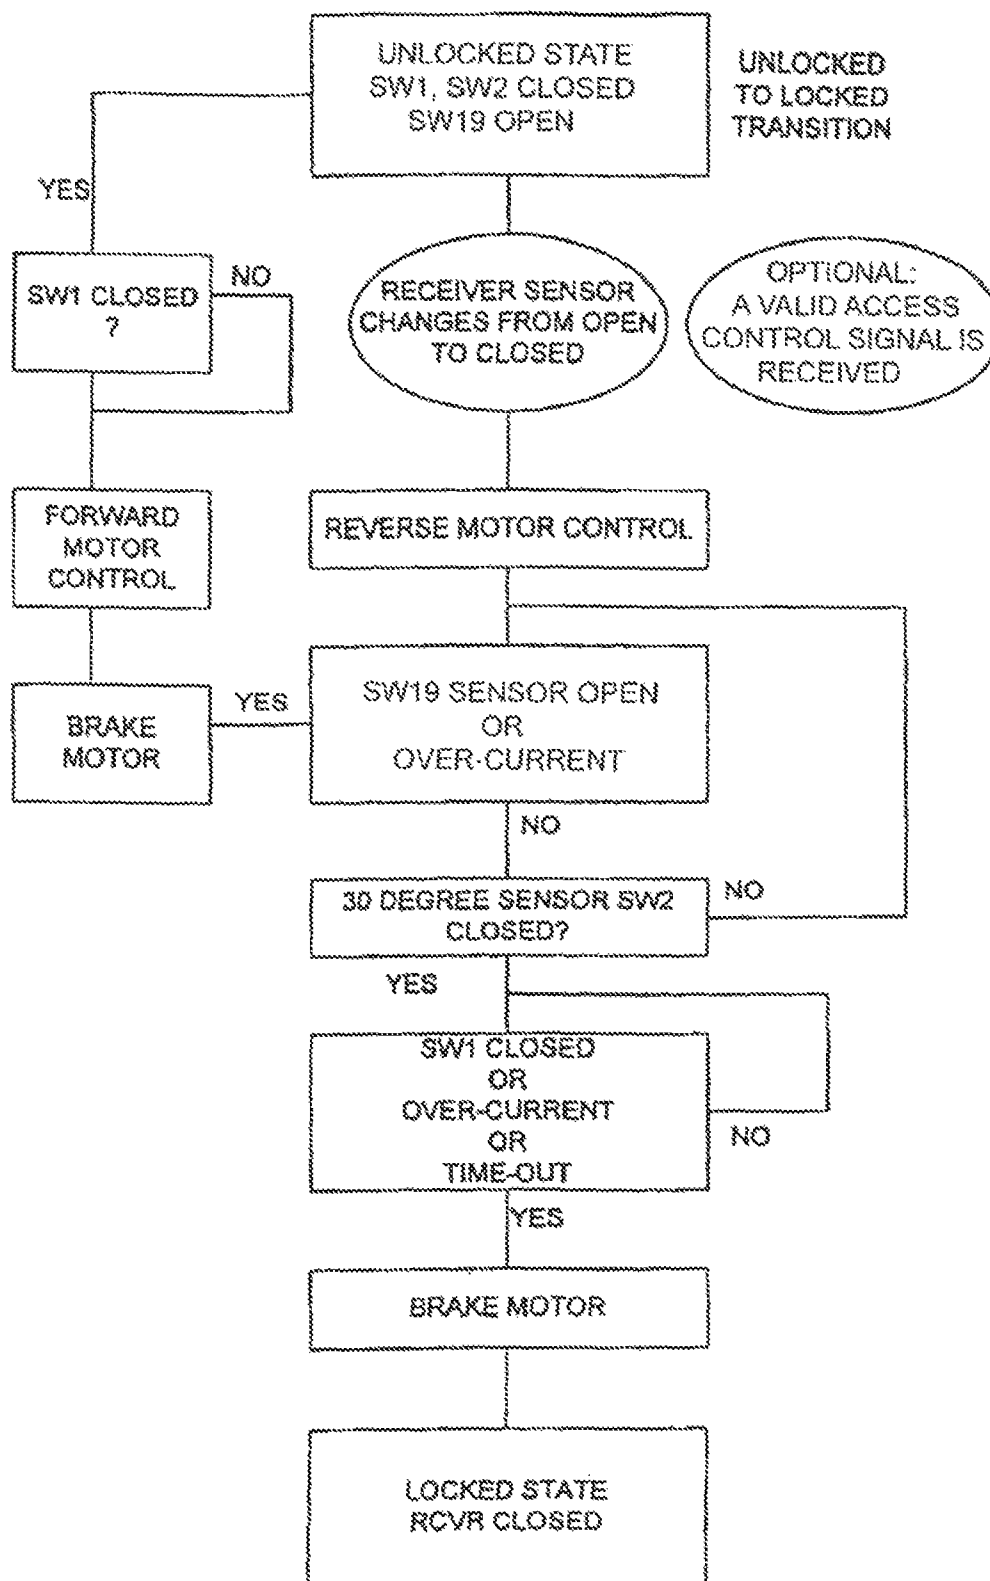 UNLOCKED STATE
SW1, SW2 CLOSED
SW19 OPEN
UNLOCKED
TO LOCKED
TRANSITION
YES
SW1 CLOSED
?
NO
RECEIVER SENSOR
CHANGES FROM OPEN
TO CLOSED
OPTIONAL:
A VALID ACCESS
CONTROL SIGNAL IS
RECEIVED
FORWARD
MOTOR
CONTROL
REVERSE MOTOR CONTROL
BRAKE
MOTOR
YES
SW19 SENSOR OPEN
OR
OVER-CURRENT
NO
30 DEGREE SENSOR SW2
CLOSED?
NO
YES
SW1 CLOSED
OR
OVER-CURRENT
OR
TIME-OUT
NO
YES
BRAKE MOTOR
LOCKED STATE
RCVR CLOSED